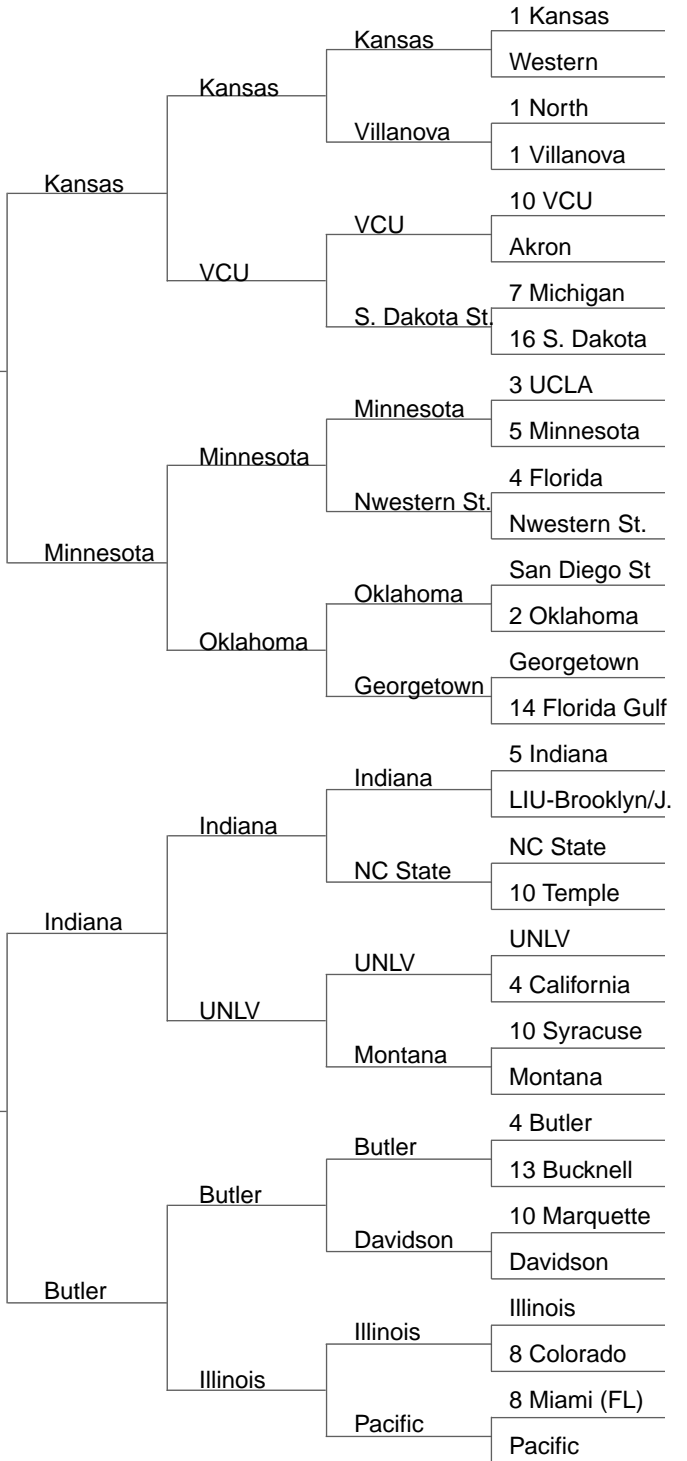 1 Kansas
Kansas
Western
Kansas
1 North
Villanova
1 Villanova
Kansas
10 VCU
VCU
Akron
VCU
7 Michigan
S. Dakota St.
16 S. Dakota
3 UCLA
Minnesota
5 Minnesota
Minnesota
4 Florida
Nwestern St.
Nwestern St.
Minnesota
San Diego St
Oklahoma
2 Oklahoma
Oklahoma
Georgetown
Georgetown
14 Florida Gulf
5 Indiana
Indiana
LIU-Brooklyn/J.
Indiana
NC State
NC State
10 Temple
Indiana
UNLV
UNLV
4 California
UNLV
10 Syracuse
Montana
Montana
4 Butler
Butler
13 Bucknell
Butler
10 Marquette
Davidson
Davidson
Butler
Illinois
Illinois
8 Colorado
Illinois
8 Miami (FL)
Pacific
Pacific